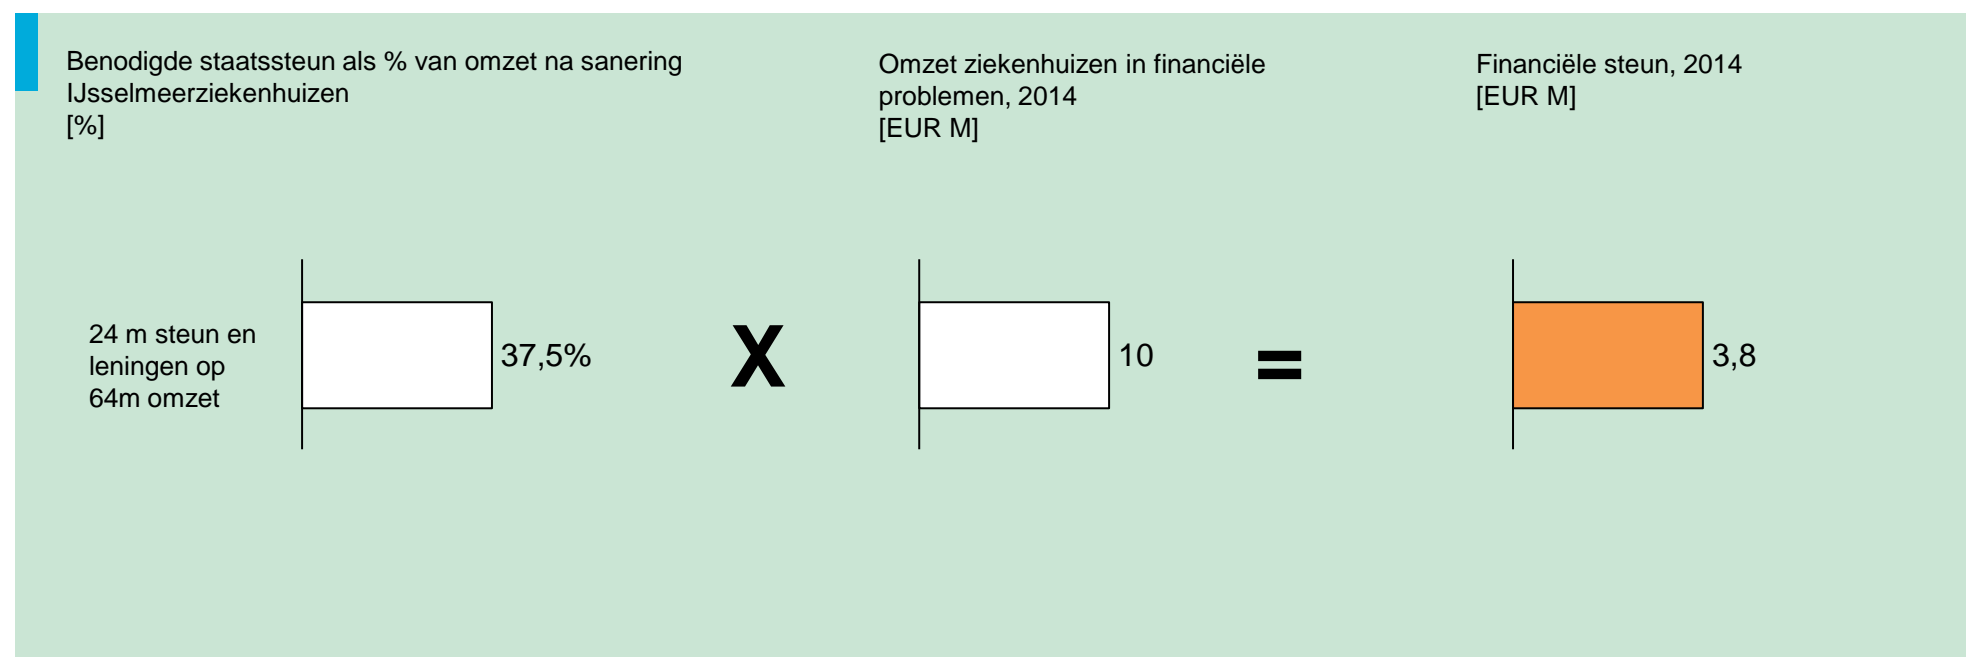 Benodigde staatssteun als % van omzet na sanering
IJsselmeerziekenhuizen
[%]
Omzet ziekenhuizen in financiële
problemen, 2014
[EUR M]
Financiële steun, 2014
[EUR M]
24 m steun en
leningen op
64m omzet
37,5%
X
10
=
3,8